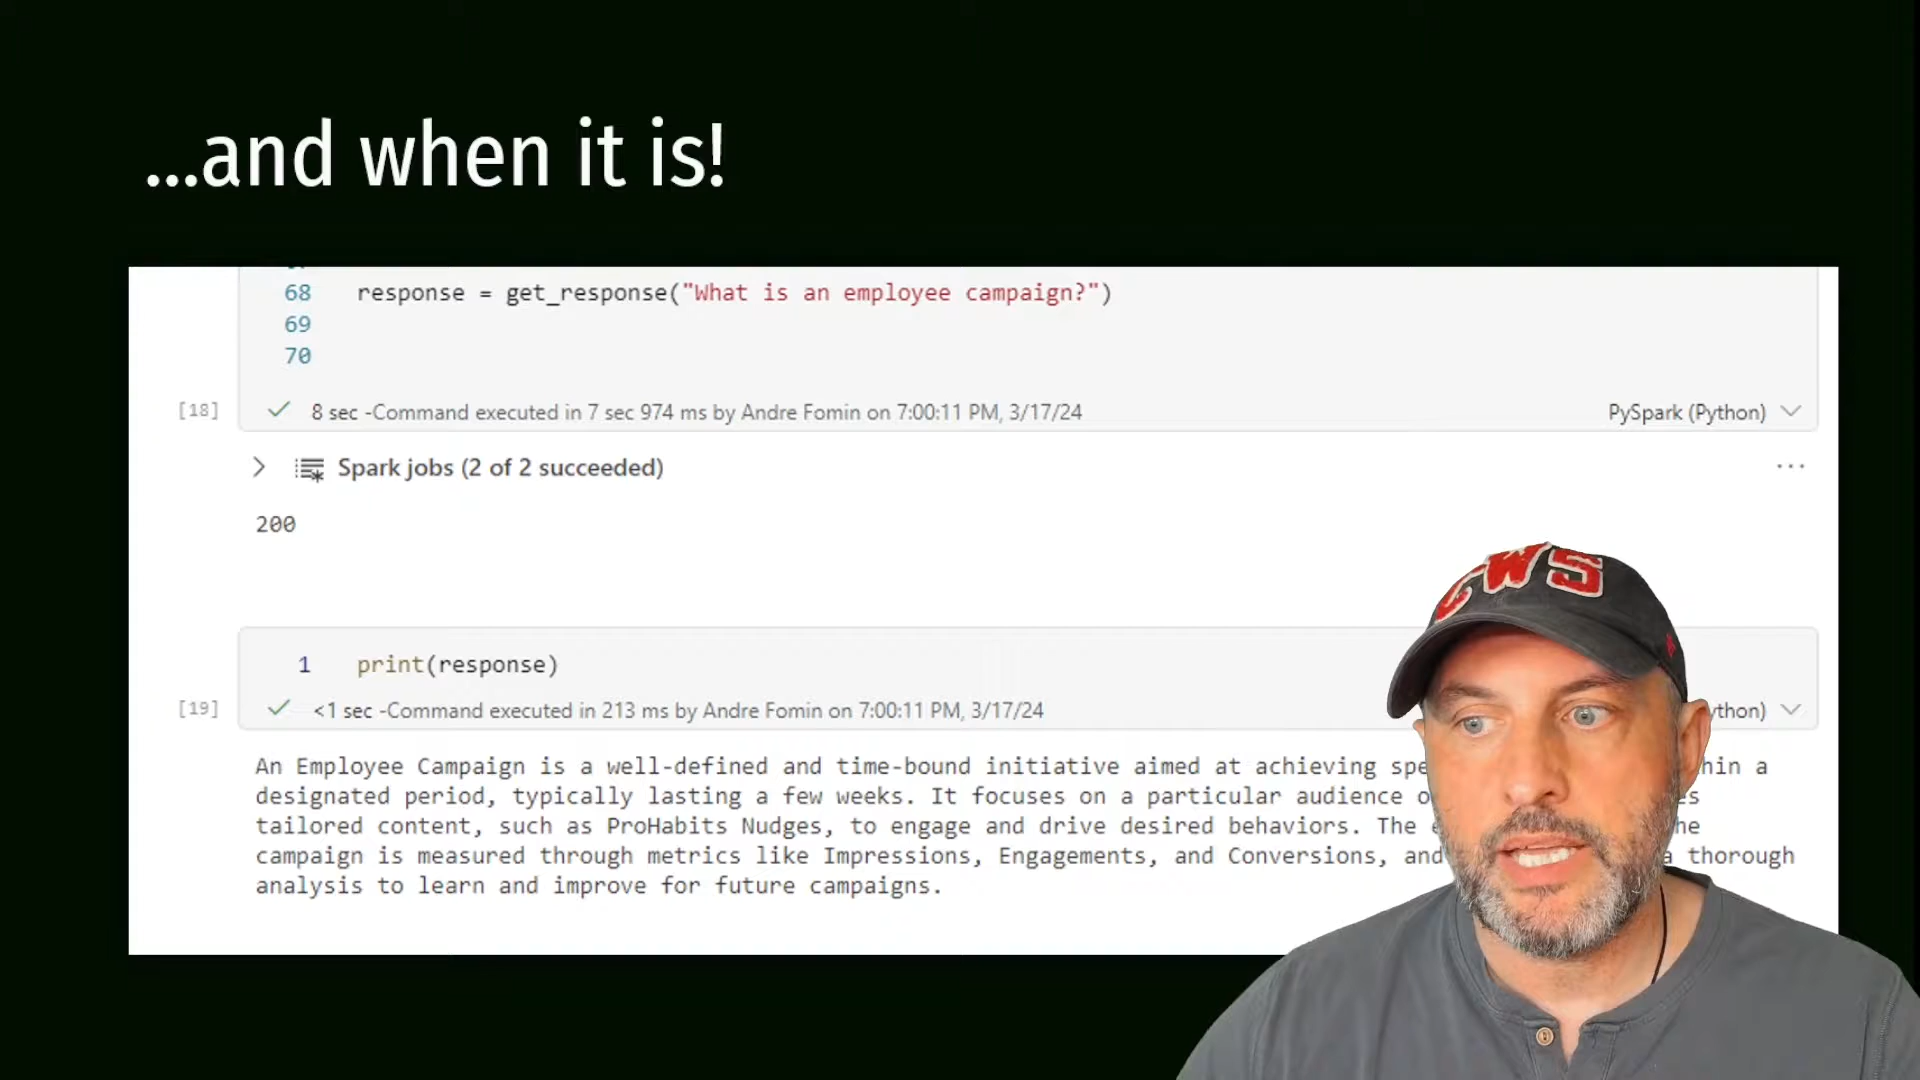 ...and when it is!
68 response = get_response("What is an employee campaign?")
69
70
[18] 8 sec -Command executed in 7 sec 974 ms by Andre Fomin on 7:00:11 PM, 3/17/24 PySpark (Python)
Spark jobs (2 of 2 succeeded)
200
CWS
1 print(response)
[19] <1 sec -Command executed in 213 ms by Andre Fomin on 7:00:11 PM, 3/17/24 ython)
An Employee Campaign is a well-defined and time-bound initiative aimed at achieving spe hin a
designated period, typically lasting a few weeks. It focuses on a particular audience o es
tailored content, such as ProHabits Nudges, to engage and drive desired behaviors. The he
campaign is measured through metrics like Impressions, Engagements, and Conversions, and a thorough
analysis to learn and improve for future campaigns.